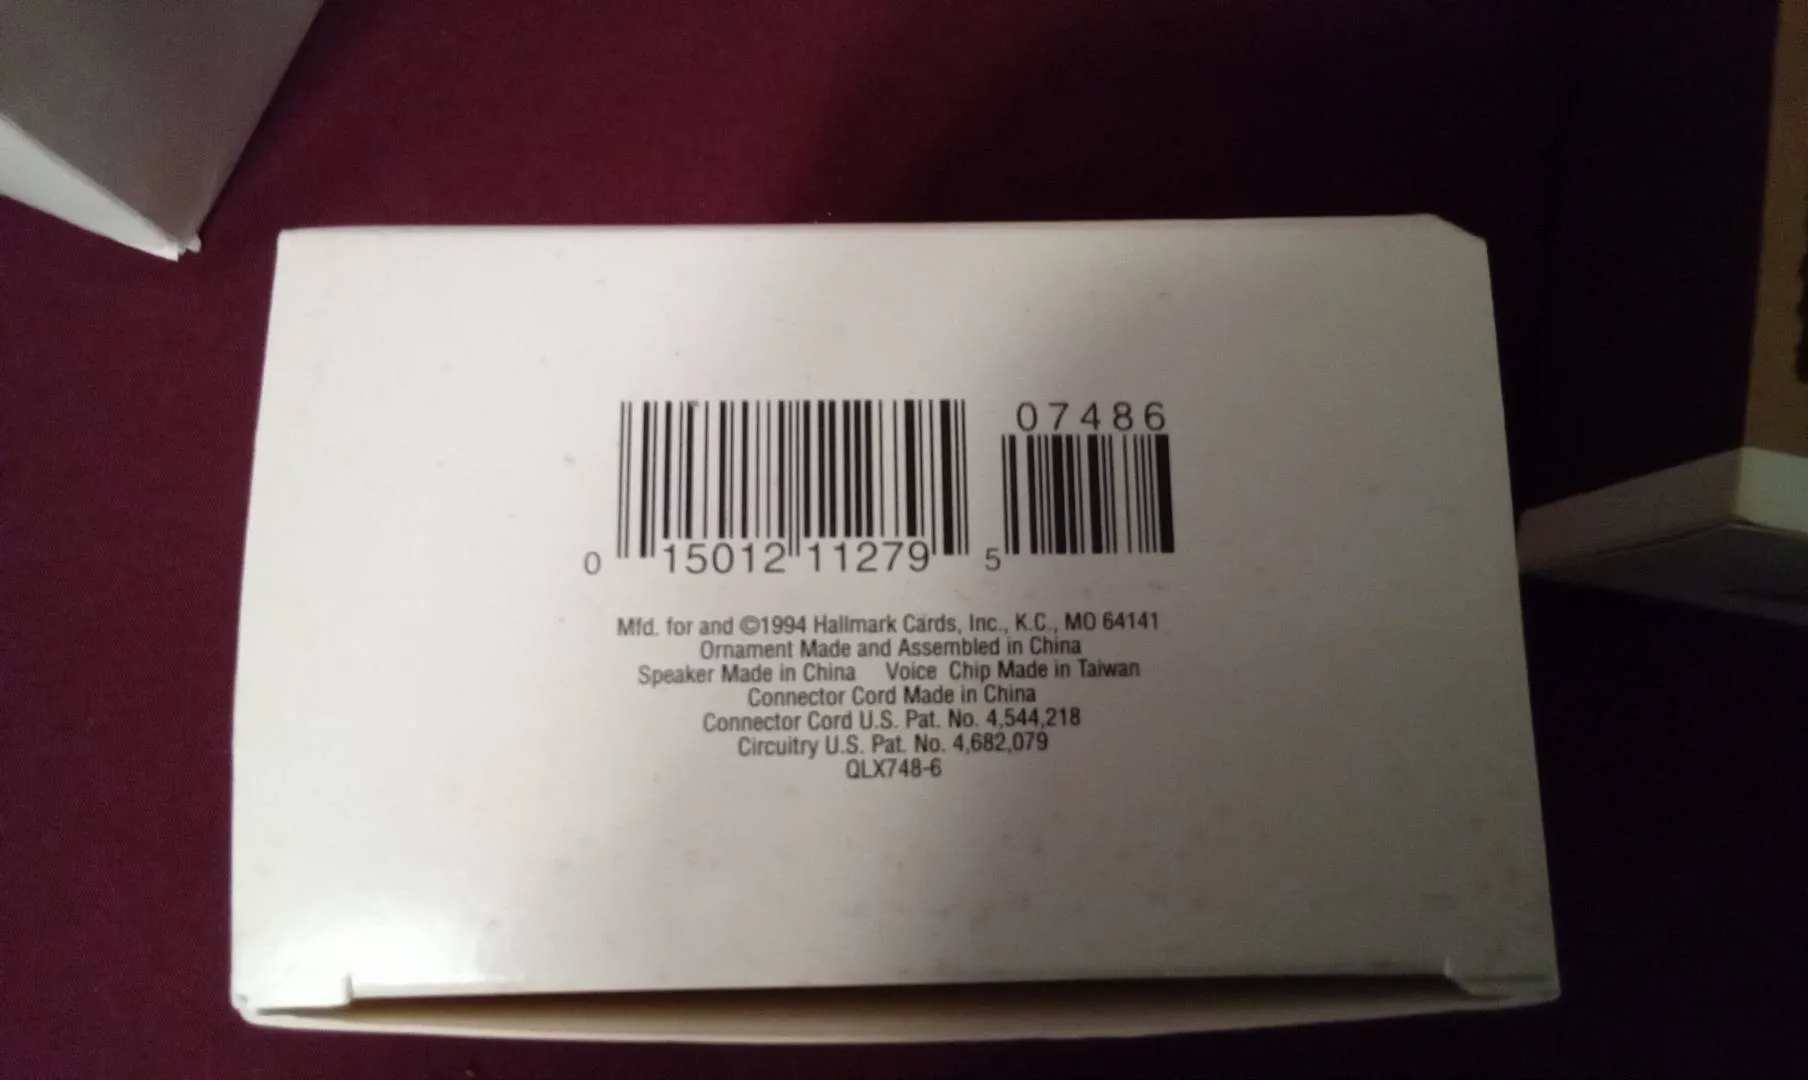 07486
0 15012 11279 5
Mfd. for and ©1994 Hallmark Cards, Inc., K.C., MO 64141
Ornament Made and Assembled in China
Speaker Made in China Voice Chip Made in Taiwan
Connector Cord Made in China
Connector Cord U.S. Pat. No. 4,544,218
Circuitry U.S. Pat. No. 4,682,079
QLX748-6